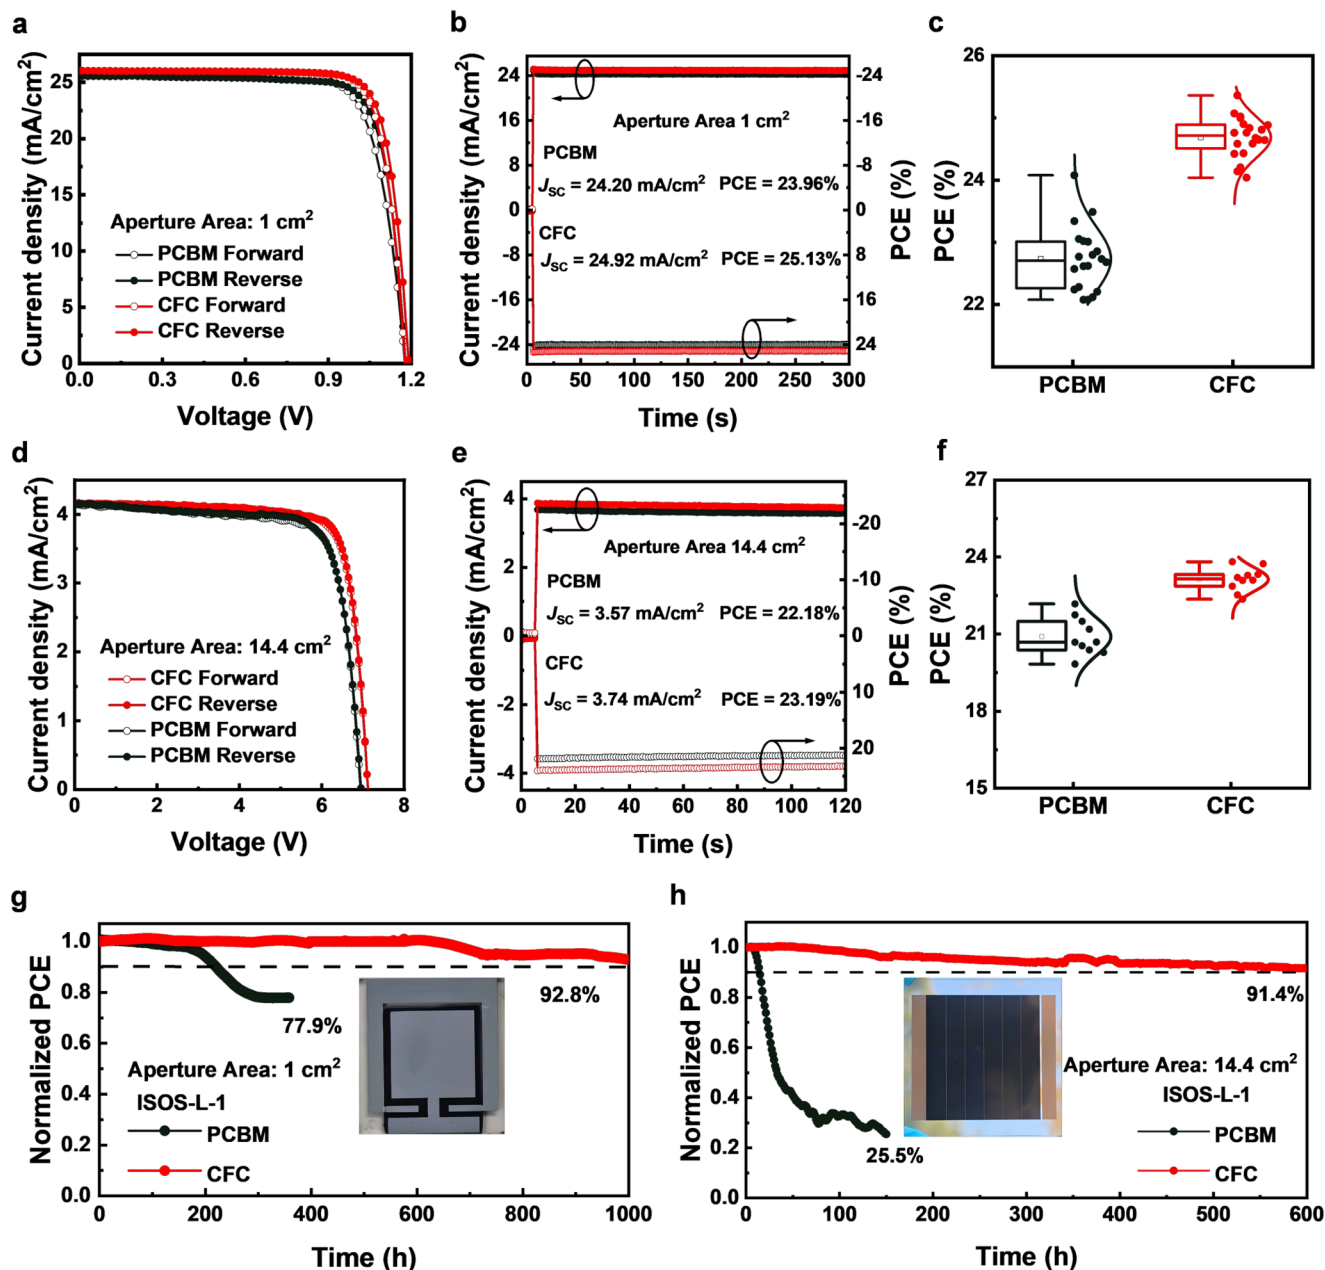 a
Current density (mA/cm²)
25
20
15
10
5
0
Aperture Area: 1 cm²
PCBM Forward
PCBM Reverse
CFC Forward
CFC Reverse
0.0 0.3 0.6 0.9 1.2
Voltage (V)
b
Current density (mA/cm²)
24
16
8
0
-8
-16
-24
Aperture Area 1 cm²
PCBM
JSC = 24.20 mA/cm² PCE = 23.96%
CFC
JSC = 24.92 mA/cm² PCE = 25.13%
-24
-16
-8
0
8
16
24
PCE (%)
0 50 100 150 200 250 300
Time (s)
c
PCE (%)
26
24
22
PCBM CFC
d
Current density (mA/cm²)
4
3
2
1
0
Aperture Area: 14.4 cm²
CFC Forward
CFC Reverse
PCBM Forward
PCBM Reverse
0 2 4 6 8
Voltage (V)
e
Current density (mA/cm²)
4
2
0
-2
-4
Aperture Area 14.4 cm²
PCBM
JSC = 3.57 mA/cm² PCE = 22.18%
CFC
JSC = 3.74 mA/cm² PCE = 23.19%
-20
-10
0
10
20
PCE (%)
0 20 40 60 80 100 120
Time (s)
f
PCE (%)
27
24
21
18
15
PCBM CFC
g
Normalized PCE
1.0
0.8
0.6
0.4
0.2
0.0
92.8%
77.9%
Aperture Area: 1 cm²
ISOS-L-1
PCBM
CFC
0 200 400 600 800 1000
Time (h)
h
Normalized PCE
1.0
0.8
0.6
0.4
0.2
0.0
91.4%
Aperture Area: 14.4 cm²
ISOS-L-1
PCBM
25.5%
CFC
0 100 200 300 400 500 600
Time (h)